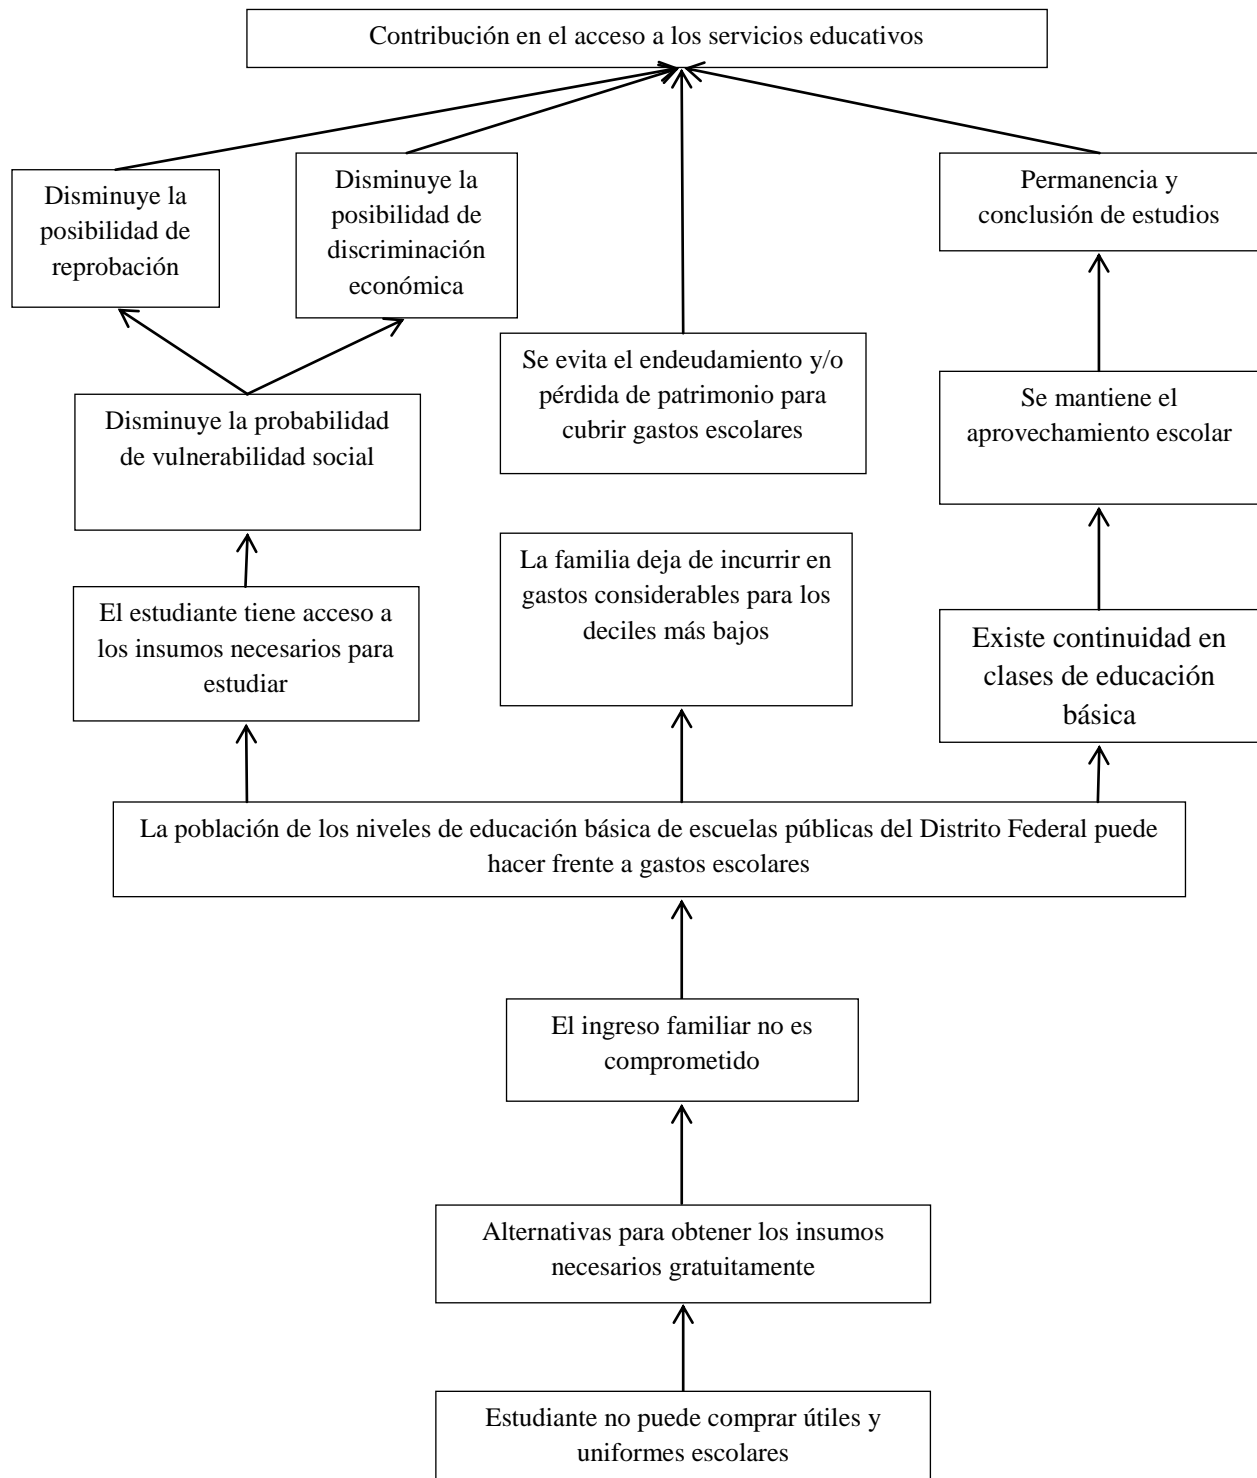 Contribución en el acceso a los servicios educativos
Disminuye la
posibilidad de
reprobación
Disminuye la
posibilidad de
discriminación
económica
Permanencia y
conclusión de estudios
Se evita el endeudamiento y/o
pérdida de patrimonio para
cubrir gastos escolares
Disminuye la probabilidad
de vulnerabilidad social
Se mantiene el
aprovechamiento escolar
El estudiante tiene acceso a
los insumos necesarios para
estudiar
La familia deja de incurrir en
gastos considerables para los
deciles más bajos
Existe continuidad en
clases de educación
básica
La población de los niveles de educación básica de escuelas públicas del Distrito Federal puede
hacer frente a gastos escolares
El ingreso familiar no es
comprometido
Alternativas para obtener los insumos
necesarios gratuitamente
Estudiante no puede comprar útiles y
uniformes escolares